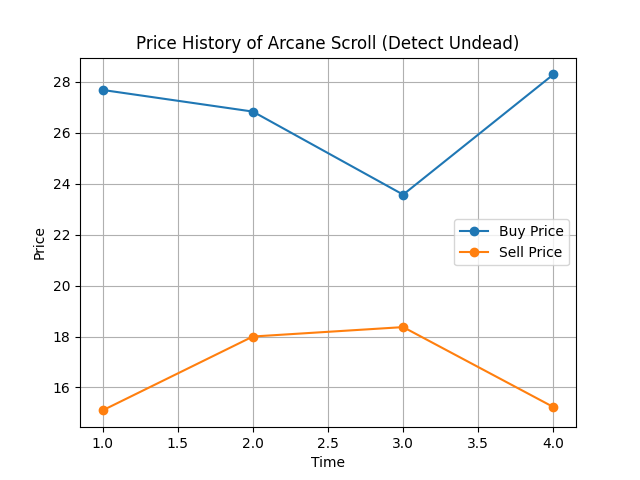 Price History of Arcane Scroll (Detect Undead)
28
26
24
22
20
18
16
Price
Buy Price
Sell Price
1.0 1.5 2.0 2.5 3.0 3.5 4.0
Time